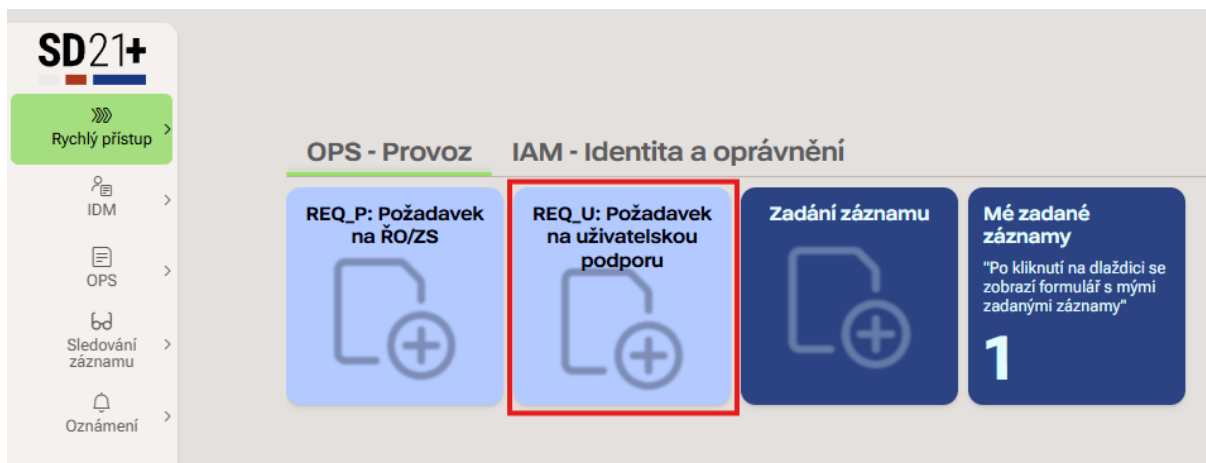 SD21+
Rychlý přístup
IDM
OPS
Sledování
záznamu
Oznámení
OPS - Provoz
IAM - Identita a oprávnění
REQ_P: Požadavek
na ŘO/ZS
REQ_U: Požadavek
na uživatelskou
podporu
Zadání záznamu
Mé zadané
záznamy
"Po kliknutí na dlaždici se
zobrazí formulář s mými
zadanými záznamy"
1